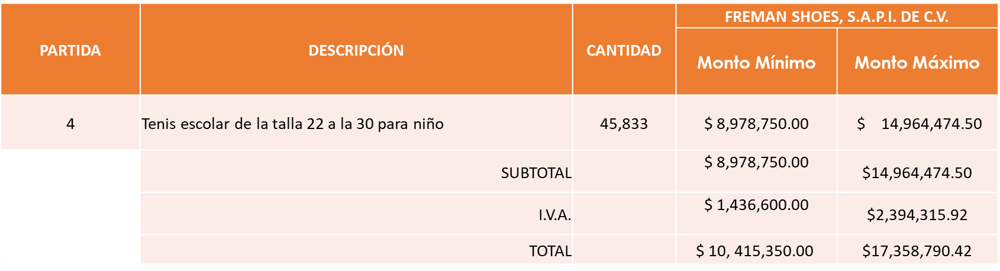 PARTIDA DESCRIPCIÓN CANTIDAD FREMAN SHOES, S.A.P.I. DE C.V.
Monto Mínimo Monto Máximo
4 Tenis escolar de la talla 22 a la 30 para niño 45,833 $ 8,978,750.00 $ 14,964,474.50
SUBTOTAL $ 8,978,750.00 $14,964,474.50
I.V.A. $ 1,436,600.00 $2,394,315.92
TOTAL $ 10, 415,350.00 $17,358,790.42